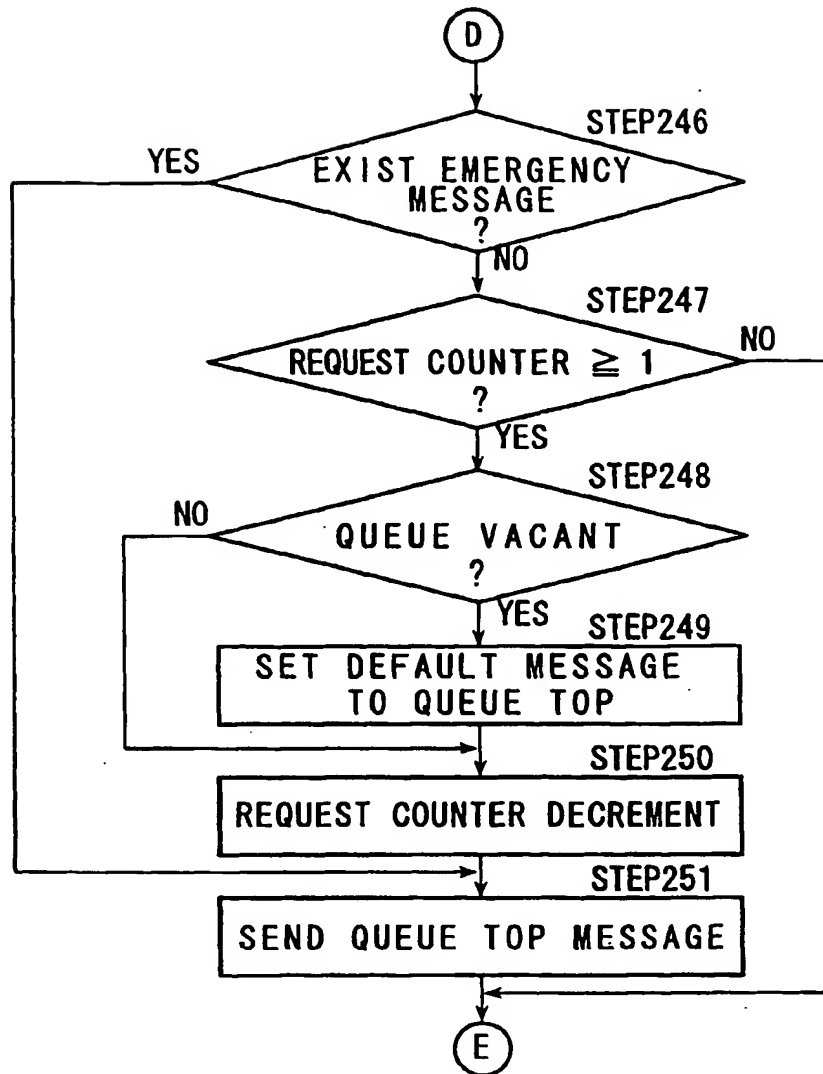 D
STEP246
YES
EXIST EMERGENCY
MESSAGE
?
NO
STEP247
NO
REQUEST COUNTER ≧ 1
?
YES
STEP248
NO
QUEUE VACANT
?
YES
STEP249
SET DEFAULT MESSAGE
TO QUEUE TOP
STEP250
REQUEST COUNTER DECREMENT
STEP251
SEND QUEUE TOP MESSAGE
E